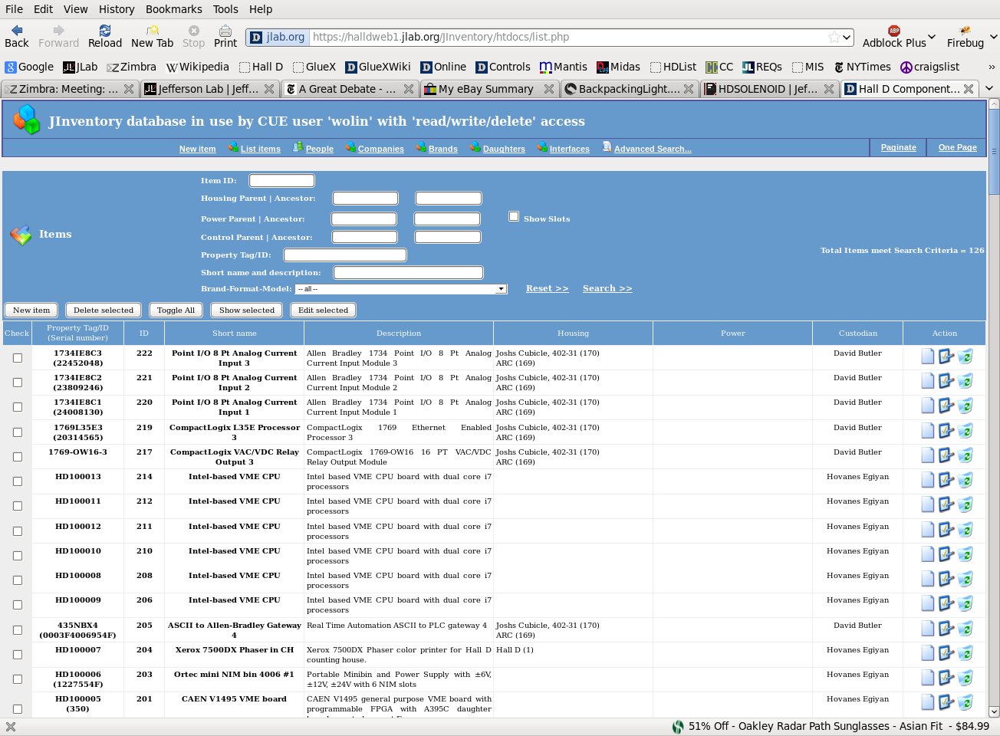 File Edit View History Bookmarks Tools Help
Back Forward Reload New Tab Stop Print jlab.org https://halldweb1.jlab.org/JInventory/htdocs/list.php ABP Adblock Plus Firebug
Google JLab Zimbra Wikipedia Hall D GlueX GlueXWiki Online Controls Mantis Midas HDList CC REQs MIS NYTimes craigslist »
Zimbra: Meeting: ... Jefferson Lab | Jeff... A Great Debate - ... My eBay Summary BackpackingLight.... HDSOLENOID | Jef... Hall D Component...
JInventory database in use by CUE user 'wolin' with 'read/write/delete' access
New item List items People Companies Brands Daughters Interfaces Advanced Search... Paginate One Page
Item ID:
Housing Parent | Ancestor:
Power Parent | Ancestor: Show Slots
Control Parent | Ancestor:
Items
Total Items meet Search Criteria = 126
Property Tag/ID:
Short name and description:
Brand-Format-Model: -- all -- Reset >> Search >>
New item Delete selected Toggle All Show selected Edit selected
Check Property Tag/ID (Serial number) ID Short name Description Housing Power Custodian Action
1734IE8C3 222 Point I/O 8 Pt Analog Current Allen Bradley 1734 Point I/O 8 Pt Analog Joshs Cubicle, 402-31 (170) David Butler
(22452048) Input 3 Current Input Module 3 ARC (169)
1734IE8C2 221 Point I/O 8 Pt Analog Current Allen Bradley 1734 Point I/O 8 Pt Analog Joshs Cubicle, 402-31 (170) David Butler
(23809246) Input 2 Current Input Module 2 ARC (169)
1734IE8C1 220 Point I/O 8 Pt Analog Current Allen Bradley 1734 Point I/O 8 Pt Analog Joshs Cubicle, 402-31 (170) David Butler
(24008130) Input 1 Current Input Module 1 ARC (169)
1769L35E3 219 CompactLogix L35E Processor CompactLogix 1769 Ethernet Enabled Joshs Cubicle, 402-31 (170) David Butler
(20314565) 3 Processor 3 ARC (169)
1769-OW16-3 217 CompactLogix VAC/VDC Relay CompactLogix 1769-OW16 16 PT VAC/VDC Joshs Cubicle, 402-31 (170) David Butler
Output 3 Relay Output Module ARC (169)
HD100013 214 Intel-based VME CPU Intel based VME CPU board with dual core i7 Hovanes Egiyan
processors
HD100011 212 Intel-based VME CPU Intel based VME CPU board with dual core i7 Hovanes Egiyan
processors
HD100012 211 Intel-based VME CPU Intel based VME CPU board with dual core i7 Hovanes Egiyan
processors
HD100010 210 Intel-based VME CPU Intel based VME CPU board with dual core i7 Hovanes Egiyan
processors
HD100008 208 Intel-based VME CPU Intel based VME CPU board with dual core i7 Hovanes Egiyan
processors
HD100009 206 Intel-based VME CPU Intel based VME CPU board with dual core i7 Hovanes Egiyan
processors
435NBX4 205 ASCII to Allen-Bradley Gateway Real Time Automation ASCII to PLC gateway 4 Joshs Cubicle, 402-31 (170) David Butler
(0003F4006954F) 4 ARC (169)
HD100007 204 Xerox 7500DX Phaser in CH Xerox 7500DX Phaser color printer for Hall D Hall D (1) Hovanes Egiyan
counting house.
HD100006 203 Ortec mini NIM bin 4006 #1 Portable Minibin and Power Supply with ±6V, Hovanes Egiyan
(1227554F) ±12V, ±24V with 6 NIM slots
HD100005 201 CAEN V1495 VME board CAEN V1495 general purpose VME board with Hovanes Egiyan
(350) programmable FPGA with A395C daughter
51% Off - Oakley Radar Path Sunglasses - Asian Fit - $84.99